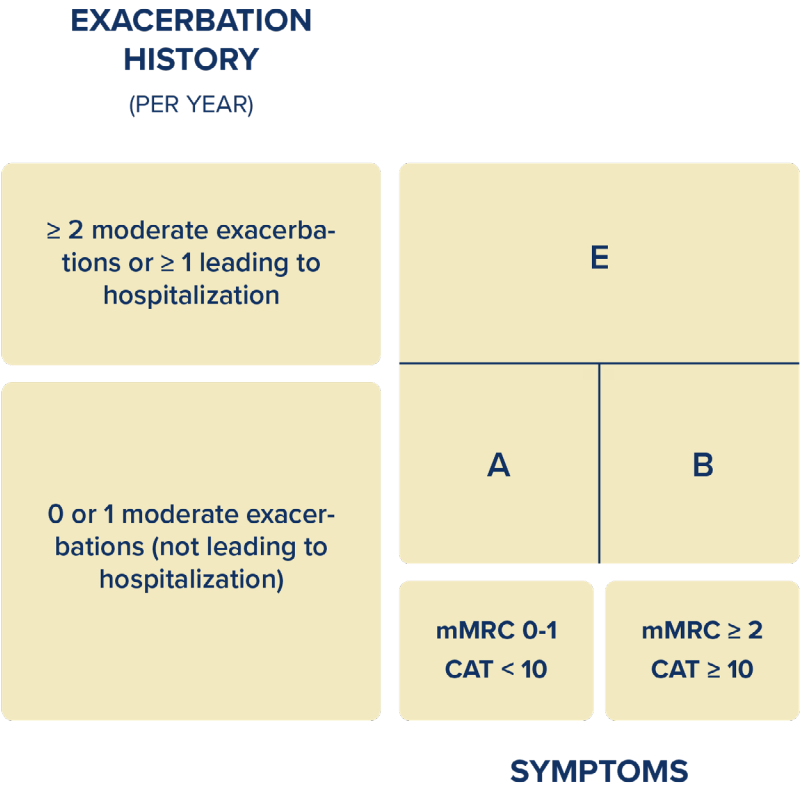 EXACERBATION
HISTORY
(PER YEAR)
≥ 2 moderate exacerba-
tions or ≥ 1 leading to
hospitalization
E
A
B
0 or 1 moderate exacer-
bations (not leading to
hospitalization)
mMRC 0-1
CAT < 10
mMRC ≥ 2
CAT ≥ 10
SYMPTOMS